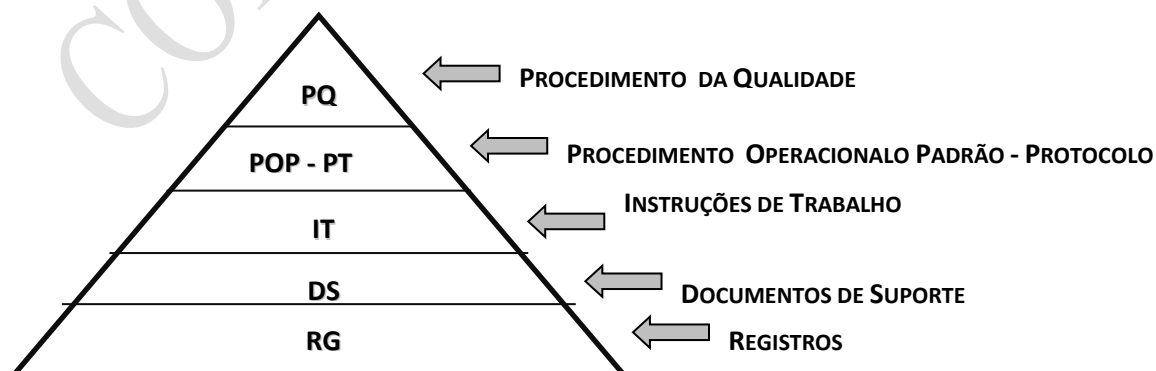 PQ
PROCEDIMENTO DA QUALIDADE
POP - PT
PROCEDIMENTO OPERACIONALO PADRÃO - PROTOCOLO
IT
INSTRUÇÕES DE TRABALHO
DS
DOCUMENTOS DE SUPORTE
RG
REGISTROS